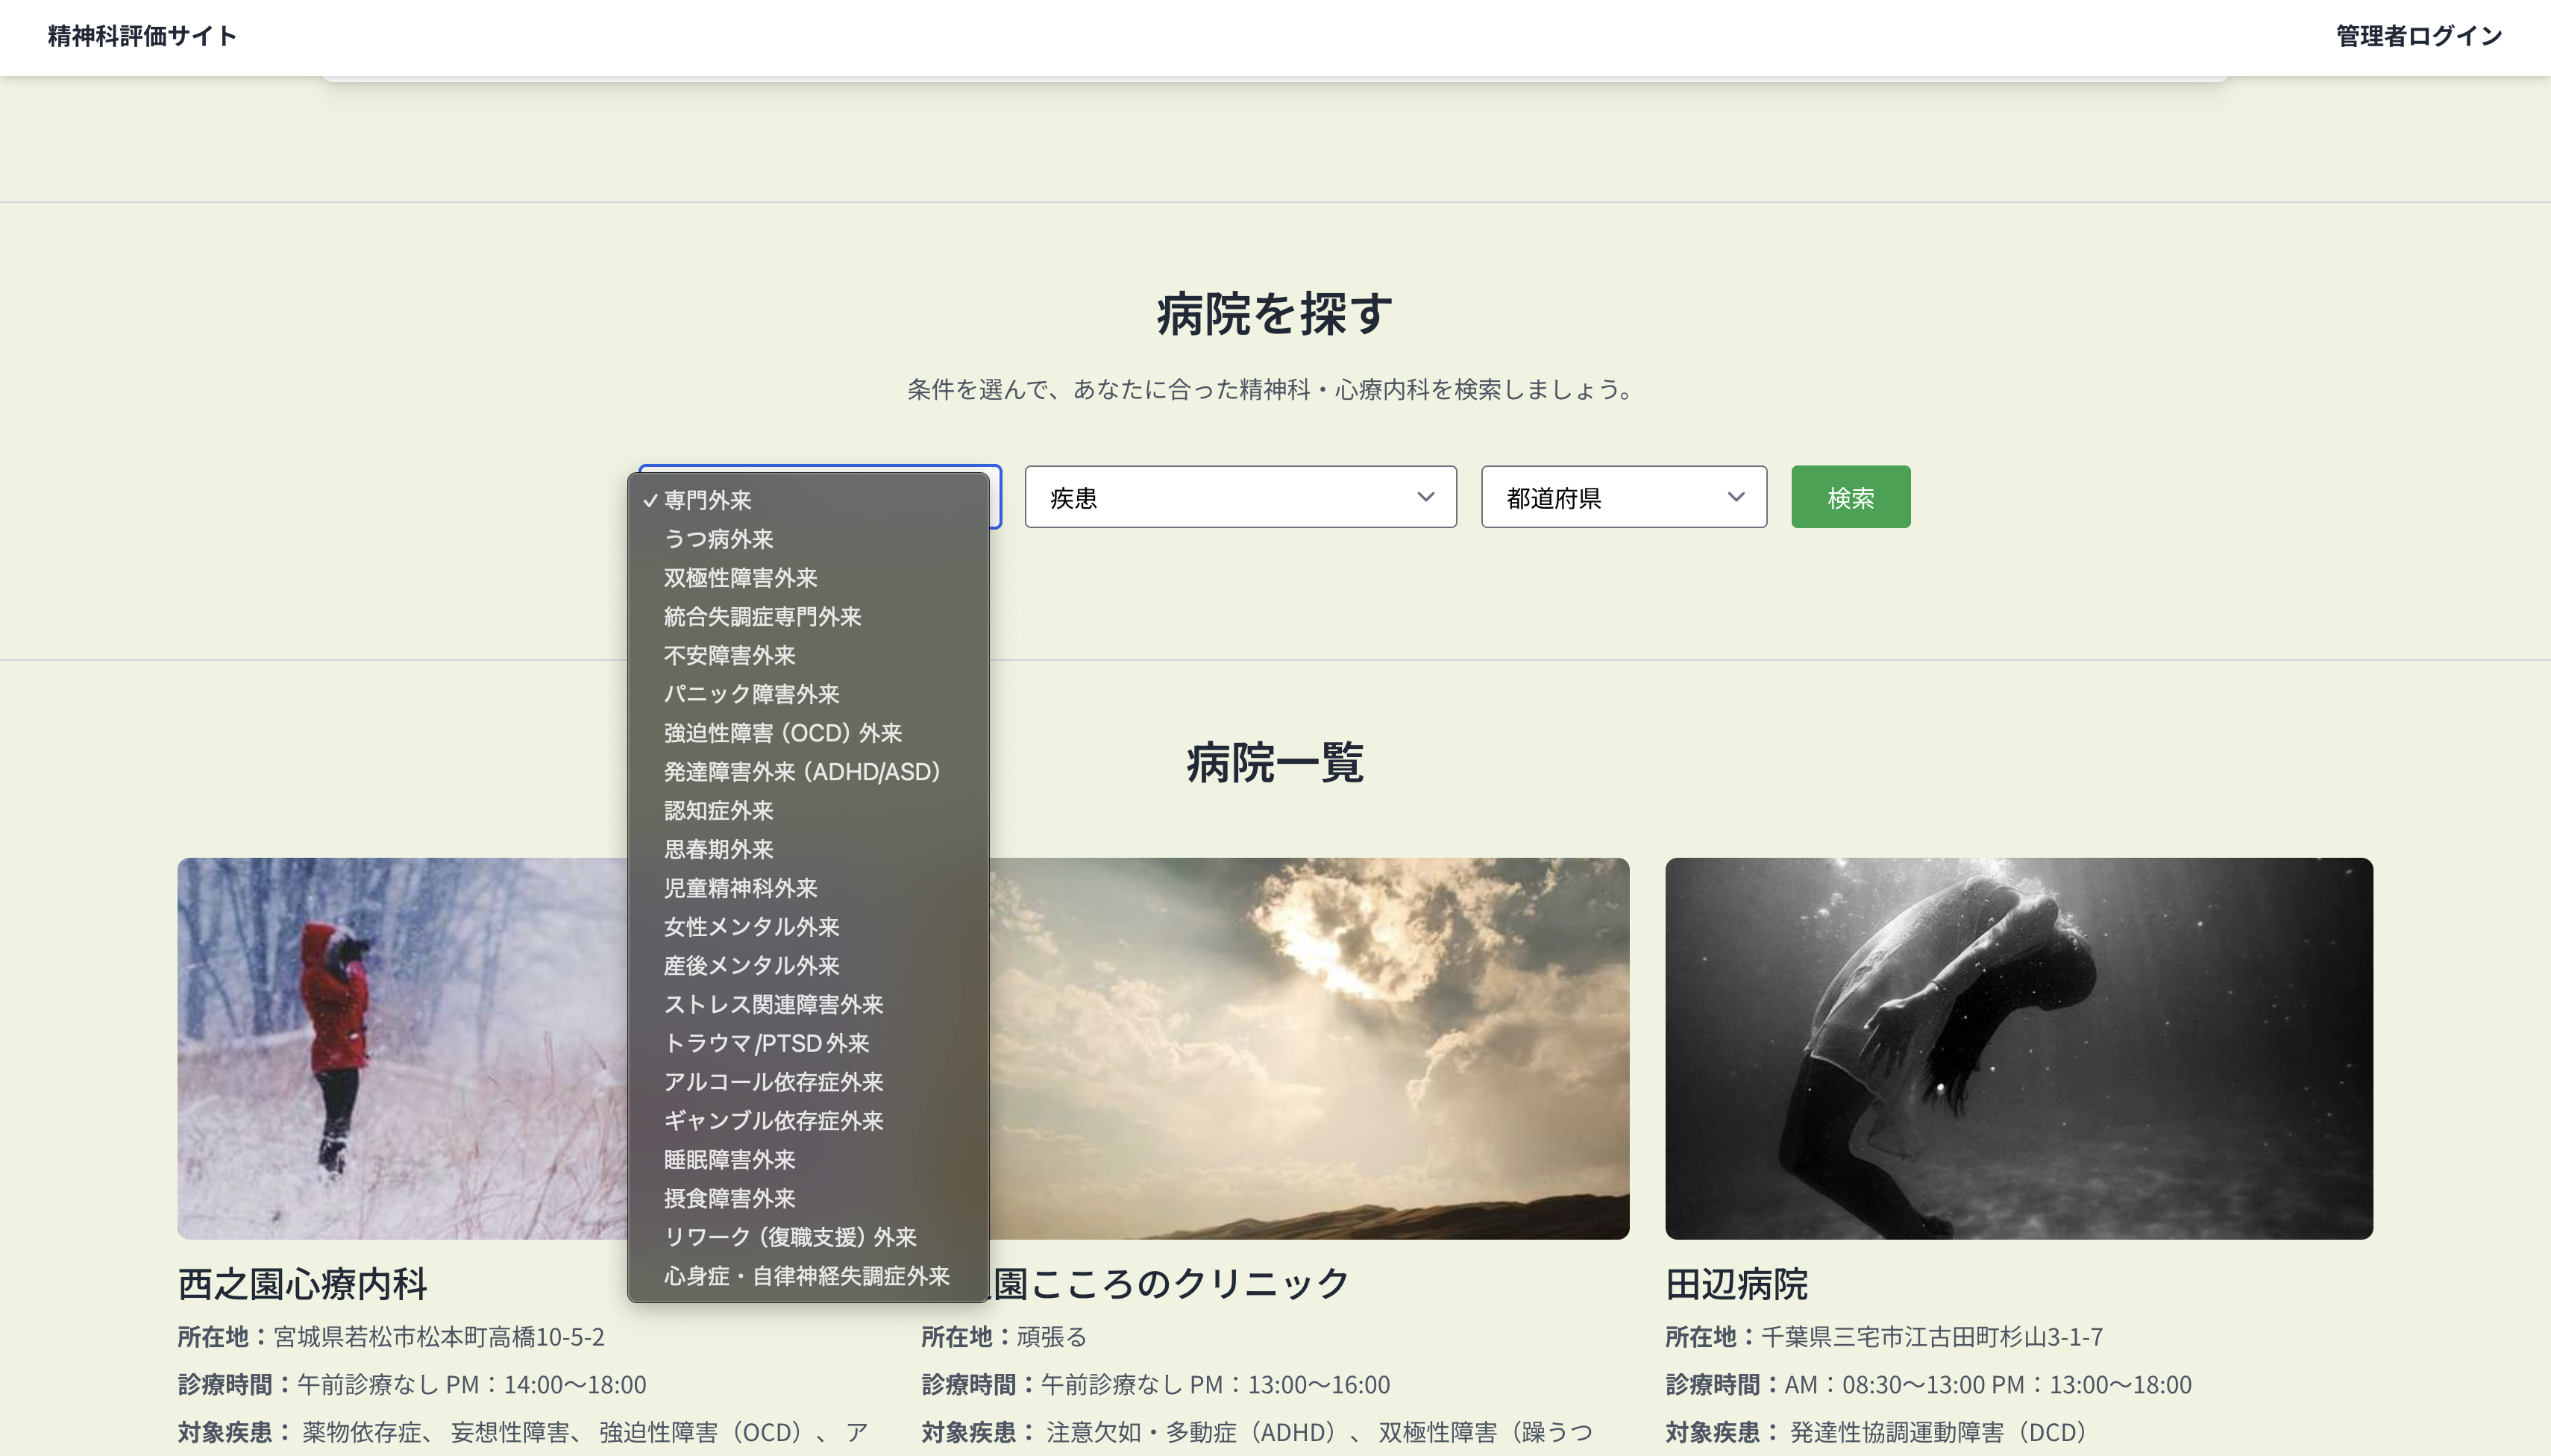 精神科評価サイト
管理者ログイン
病院を探す
条件を選んで、あなたに合った精神科・心療内科を検索しましょう。
✓ 専門外来
うつ病外来
双極性障害外来
統合失調症専門外来
不安障害外来
パニック障害外来
強迫性障害（OCD）外来
発達障害外来（ADHD/ASD）
認知症外来
思春期外来
児童精神科外来
女性メンタル外来
産後メンタル外来
ストレス関連障害外来
トラウマ/PTSD外来
アルコール依存症外来
ギャンブル依存症外来
睡眠障害外来
摂食障害外来
リワーク（復職支援）外来
心身症・自律神経失調症外来
疾患
都道府県
検索
病院一覧
西之園心療内科
所在地：宮城県若松市松本町高橋10-5-2
診療時間：午前診療なし PM：14:00〜18:00
対象疾患： 薬物依存症、 妄想性障害、 強迫性障害（OCD）、 ア
園こころのクリニック
所在地：頑張る
診療時間：午前診療なし PM：13:00〜16:00
対象疾患： 注意欠如・多動症（ADHD）、 双極性障害（躁うつ
田辺病院
所在地：千葉県三宅市江古田町杉山3-1-7
診療時間：AM：08:30〜13:00 PM：13:00〜18:00
対象疾患： 発達性協調運動障害（DCD）